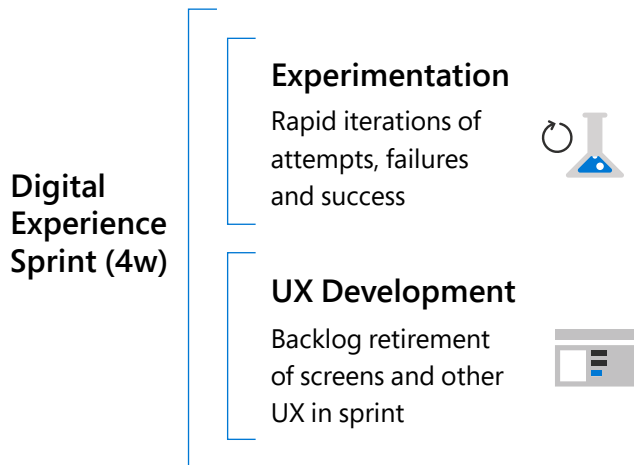 Digital
Experience
Sprint (4w)
Experimentation
Rapid iterations of
attempts, failures
and success
UX Development
Backlog retirement
of screens and other
UX in sprint